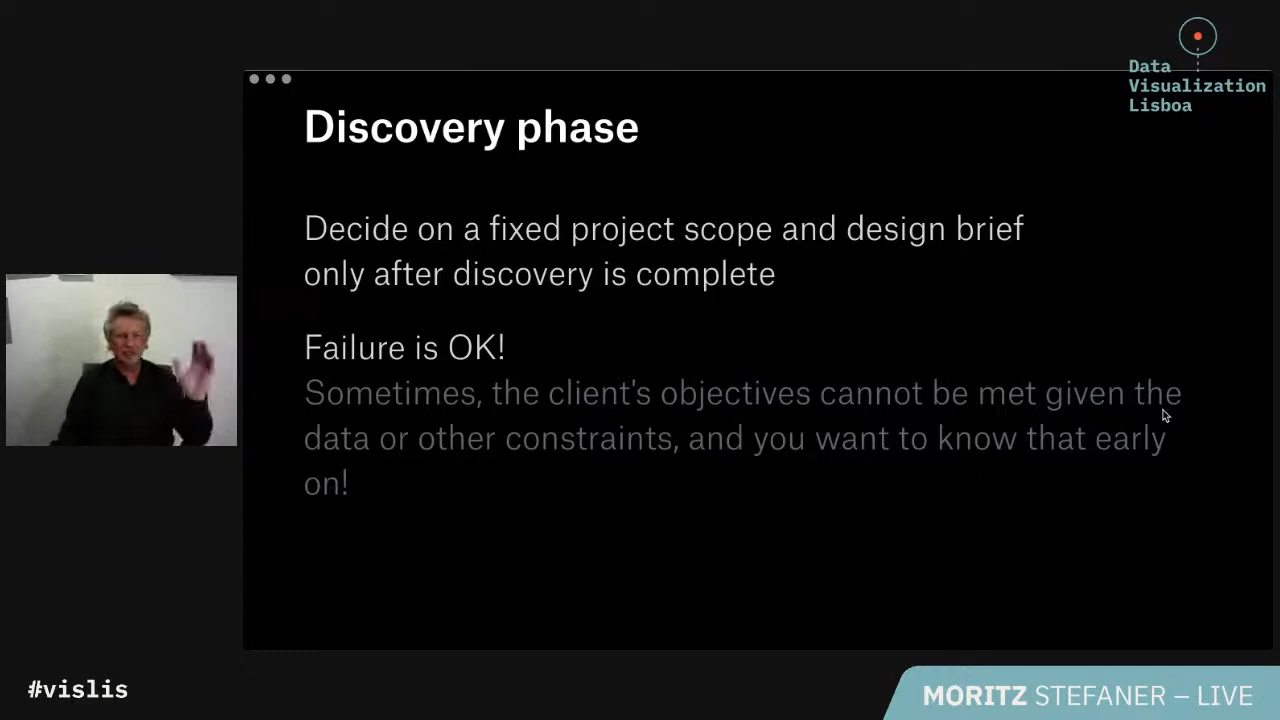 Data
Visualization
Lisboa
Discovery phase
Decide on a fixed project scope and design brief
only after discovery is complete
Failure is OK!
Sometimes, the client's objectives cannot be met given the
data or other constraints, and you want to know that early
on!
#vislis
MORITZ STEFANER – LIVE